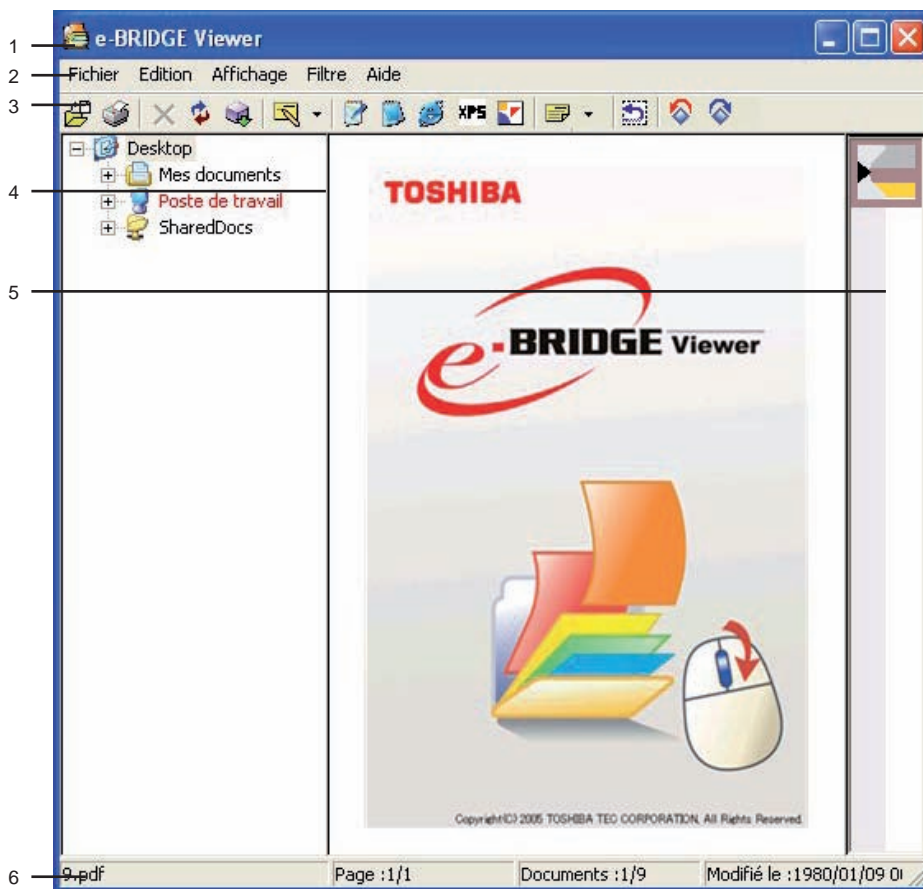 1
e-BRIDGE Viewer
2
Fichier Edition Affichage Filtre Aide
3
XPS
Desktop
Mes documents
4
Poste de travail
SharedDocs
TOSHIBA
5
e-BRIDGE Viewer
Copyright(C) 2005 TOSHIBA TEC CORPORATION, All Rights Reserved.
6
9.pdf Page :1/1 Documents :1/9 Modifié le :1980/01/09